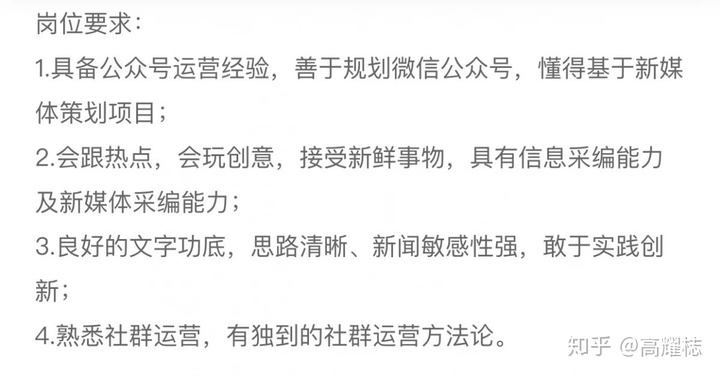 岗位要求：
1.具备公众号运营经验，善于规划微信公众号，懂得基于新媒
体策划项目；
2.会跟热点，会玩创意，接受新鲜事物，具有信息采编能力
及新媒体采编能力；
3.良好的文字功底，思路清晰、新闻敏感性强，敢于实践创
新；
4.熟悉社群运营，有独到的社群运营方法论。
知乎 @高耀梽